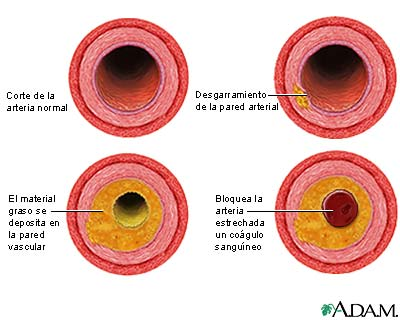 Corte de la
arteria normal
Desgarramiento
de la pared arterial
El material
graso se
deposita en
la pared
vascular
Bloquea la
arteria
estrechada
un coágulo
sanguíneo
ADAM.